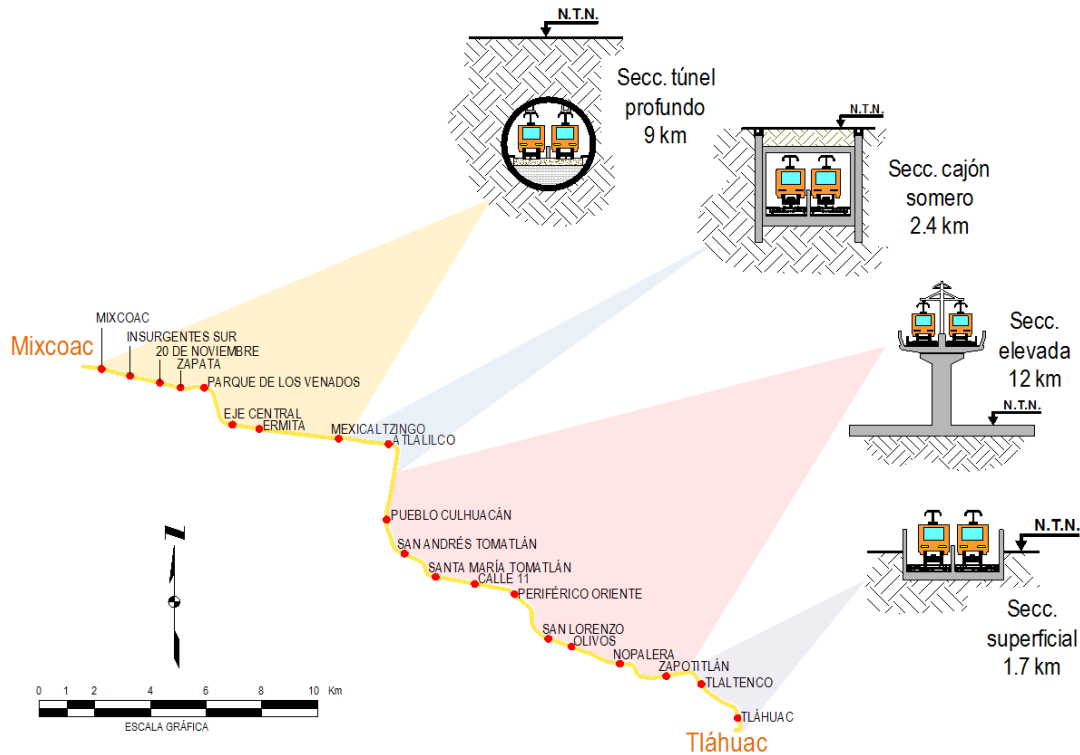 N.T.N.
Secc. túnel
profundo
9 km
N.T.N.
Secc. cajón
somero
2.4 km
Secc.
elevada
12 km
N.T.N.
N.T.N.
Secc.
superficial
1.7 km
Mixcoac
MIXCOAC
INSURGENTES SUR
20 DE NOVIEMBRE
ZAPATA
PARQUE DE LOS VENADOS
EJE CENTRAL
ERMITA
MEXICALTZINGO
ATLALILCO
PUEBLO CULHUACÁN
SAN ANDRÉS TOMATLÁN
SANTA MARÍA TOMATLÁN
CALLE 11
PERIFÉRICO ORIENTE
SAN LORENZO
OLIVOS
NOPALERA
ZAPOTITLÁN
TLALTENCO
TLÁHUAC
Tláhuac
N
0 1 2 4 6 8 10 Km
ESCALA GRÁFICA